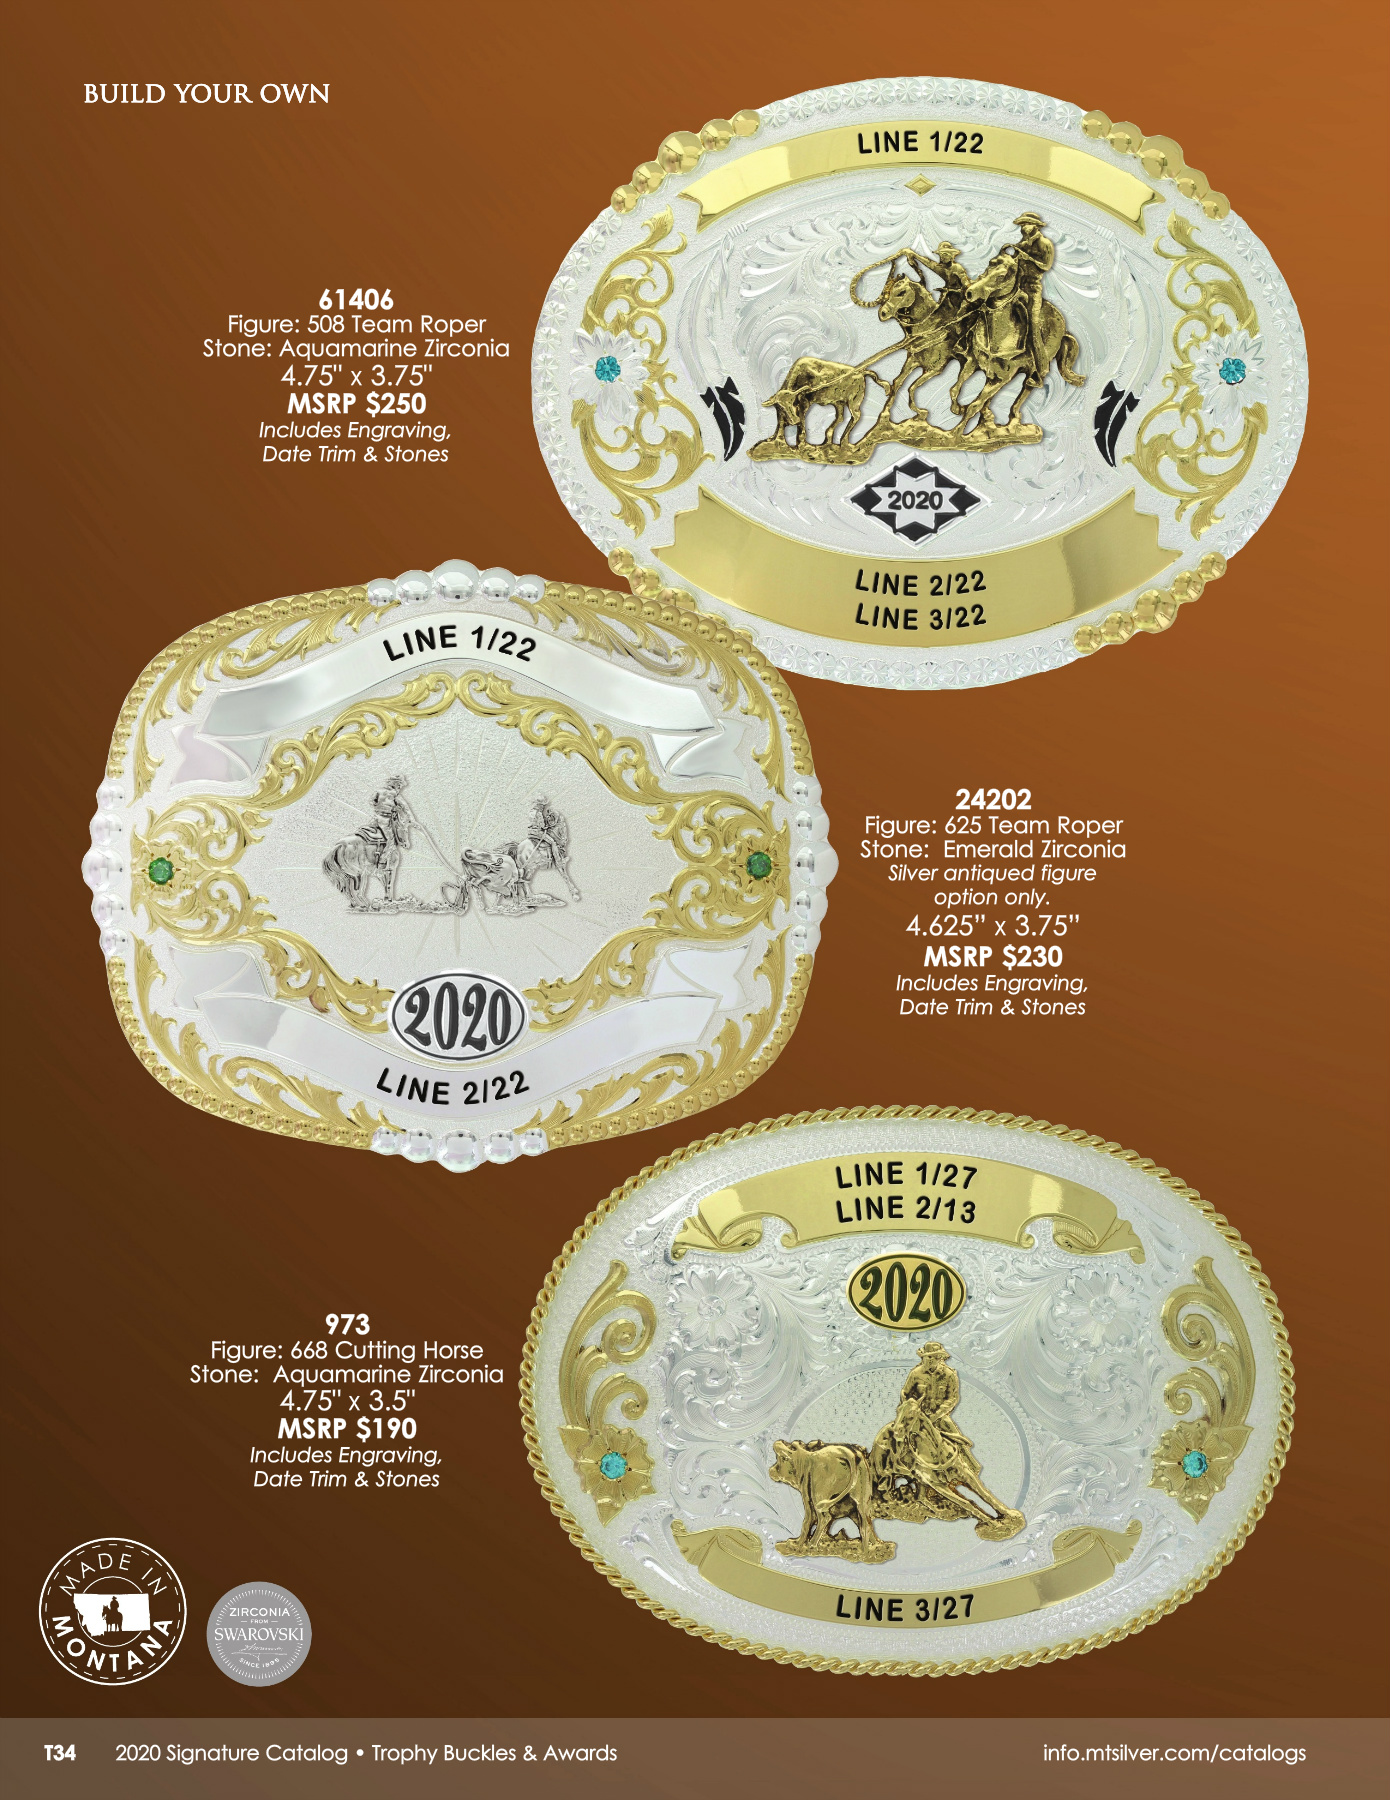 BUILD YOUR OWN
LINE 1/22
61406
Figure: 508 Team Roper
Stone: Aquamarine Zirconia
4.75" x 3.75"
MSRP $250
Includes Engraving,
Date Trim & Stones
2020
LINE 2/22
LINE 3/22
LINE 1/22
24202
Figure: 625 Team Roper
Stone:  Emerald Zirconia
Silver antiqued figure
option only.
4.625” x 3.75”
MSRP $230
Includes Engraving,
Date Trim & Stones
2020
LINE 2/22
LINE 1/27
LINE 2/13
2020
973
Figure: 668 Cutting Horse
Stone:  Aquamarine Zirconia
4.75" x 3.5"
MSRP $190
Includes Engraving,
Date Trim & Stones
LINE 3/27
MADE IN
MONTANA
ZIRCONIA
FROM
SWAROVSKI
T34 2020 Signature Catalog • Trophy Buckles & Awards info.mtsilver.com/catalogs